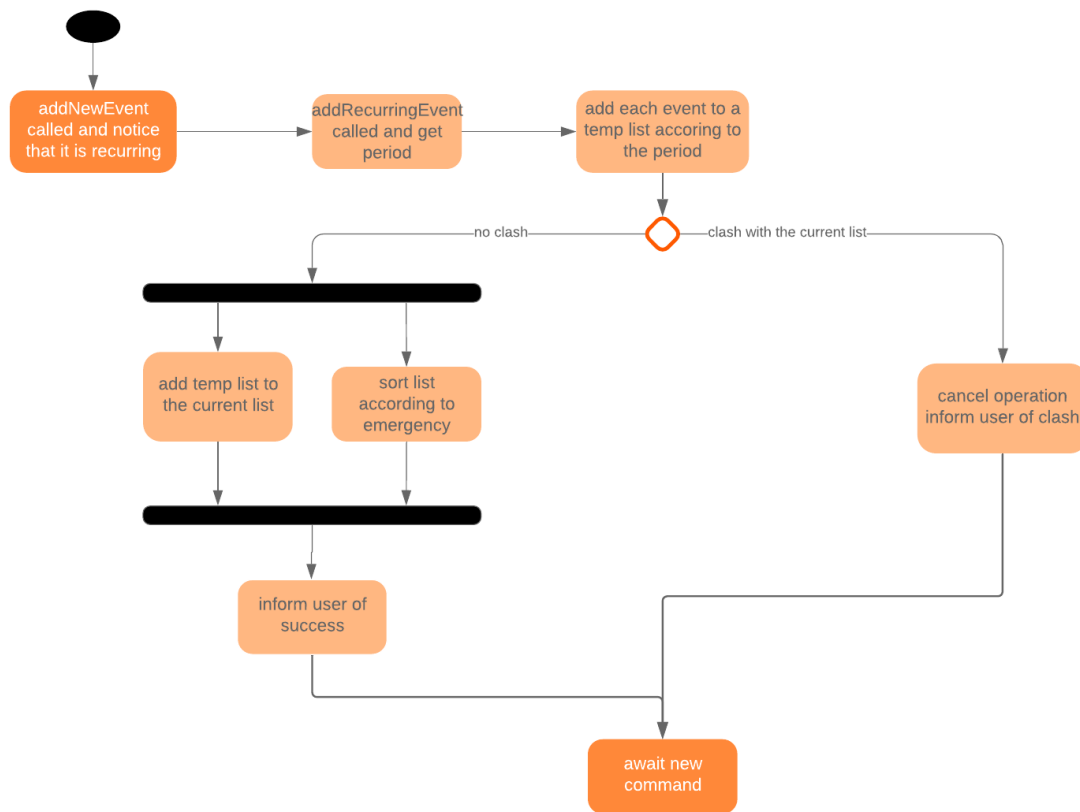 addNewEvent
called and notice
that it is recurring
addRecurringEvent
called and get
period
add each event to a
temp list accoring to
the period
no clash
clash with the current list
add temp list to
the current list
sort list
according to
emergency
cancel operation
inform user of clash
inform user of
success
await new
command